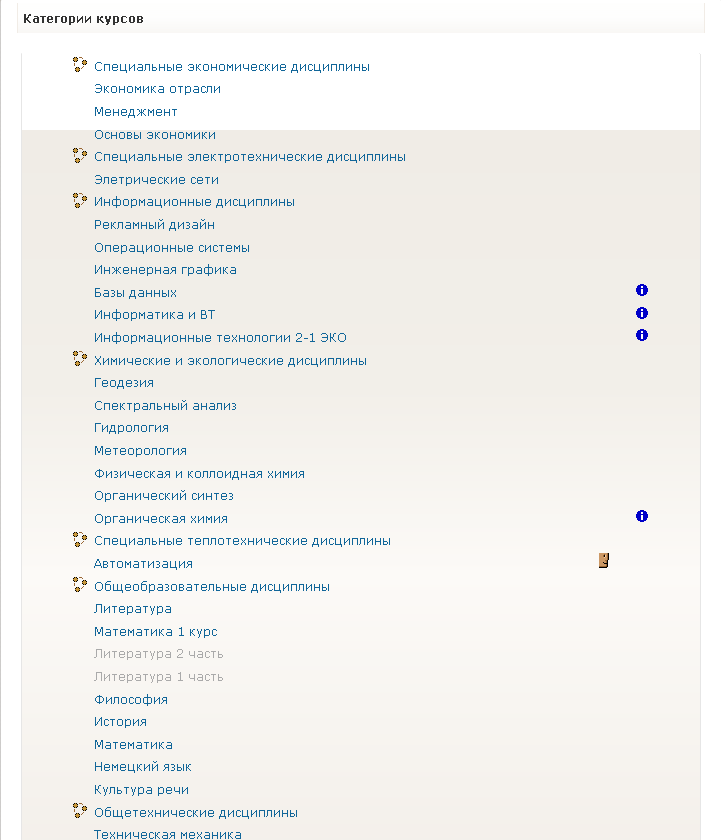 Категории курсов
Специальные экономические дисциплины
Экономика отрасли
Менеджмент
Основы экономики
Специальные электротехнические дисциплины
Элетрические сети
Информационные дисциплины
Рекламный дизайн
Операционные системы
Инженерная графика
Базы данных
Информатика и ВТ
Информационные технологии 2-1 ЭКО
Химические и экологические дисциплины
Геодезия
Спектральный анализ
Гидрология
Метеорология
Физическая и коллоидная химия
Органический синтез
Органическая химия
Специальные теплотехнические дисциплины
Автоматизация
Общеобразовательные дисциплины
Литература
Математика 1 курс
Литература 2 часть
Литература 1 часть
Философия
История
Математика
Немецкий язык
Культура речи
Общетехнические дисциплины
Техническая механика